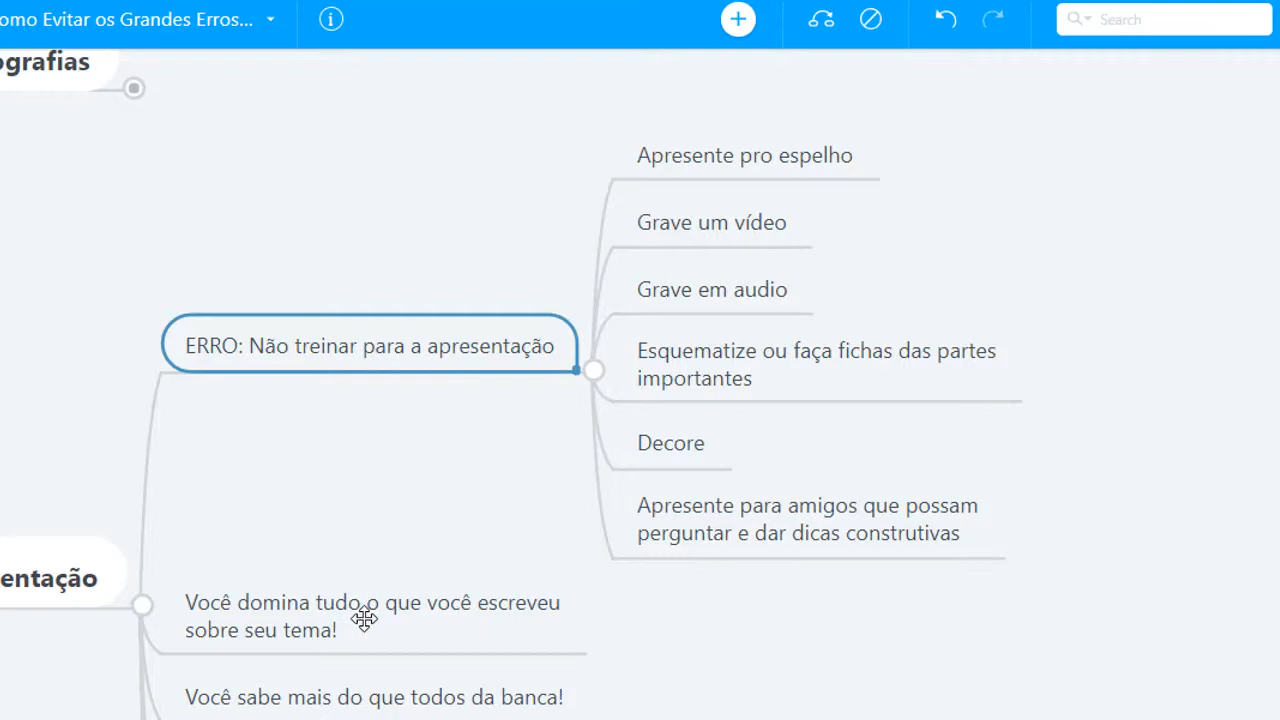 omo Evitar os Grandes Erros...
Search
ografias
Apresente pro espelho
Grave um vídeo
Grave em audio
ERRO: Não treinar para a apresentação
Esquematize ou faça fichas das partes
importantes
Decore
Apresente para amigos que possam
perguntar e dar dicas construtivas
entação
Você domina tudo o que você escreveu
sobre seu tema!
Você sabe mais do que todos da banca!